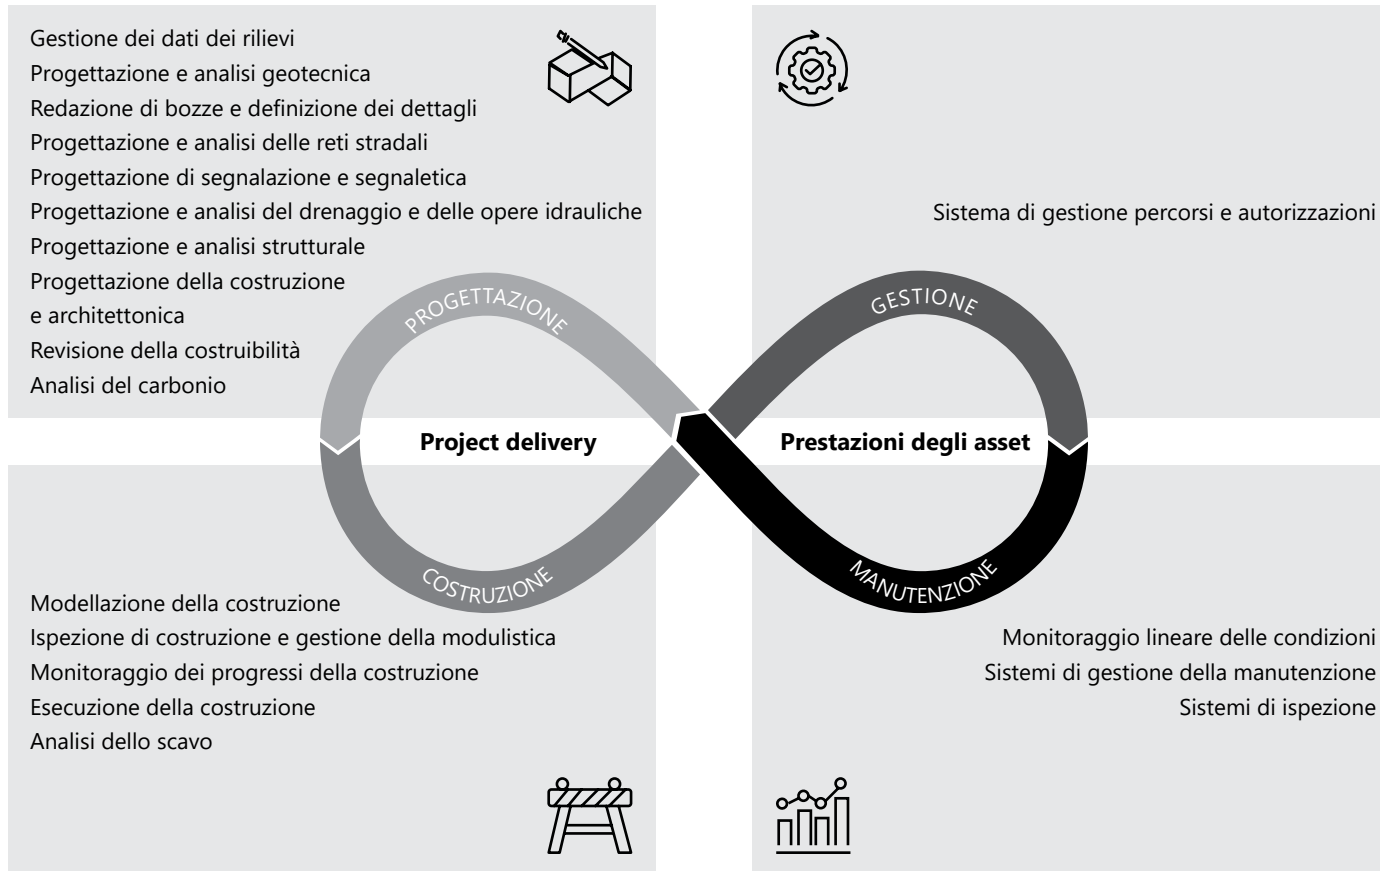 Gestione dei dati dei rilievi
Progettazione e analisi geotecnica
Redazione di bozze e definizione dei dettagli
Progettazione e analisi delle reti stradali
Progettazione di segnalazione e segnaletica
Progettazione e analisi del drenaggio e delle opere idrauliche
Progettazione e analisi strutturale
Progettazione della costruzione
e architettonica
Revisione della costruibilità
Analisi del carbonio
Sistema di gestione percorsi e autorizzazioni
PROGETTAZIONE
GESTIONE
Project delivery
Prestazioni degli asset
COSTRUZIONE
MANUTENZIONE
Modellazione della costruzione
Ispezione di costruzione e gestione della modulistica
Monitoraggio dei progressi della costruzione
Esecuzione della costruzione
Analisi dello scavo
Monitoraggio lineare delle condizioni
Sistemi di gestione della manutenzione
Sistemi di ispezione